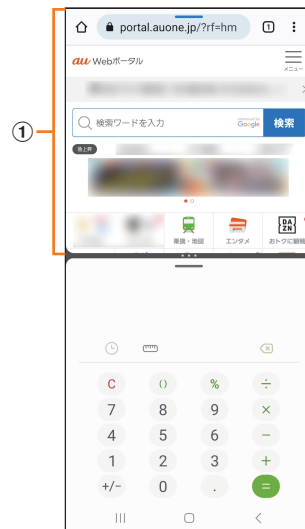 ①
portal.auone.jp/?rf=hm
1
au Webポータル
メニュー
検索ワードを入力
Google
検索
急上昇
乗換・地図
エンタメ
DAZN
おトクに観戦
C
()
%
÷
7
8
9
×
4
5
6
−
1
2
3
+
+/−
0
.
=